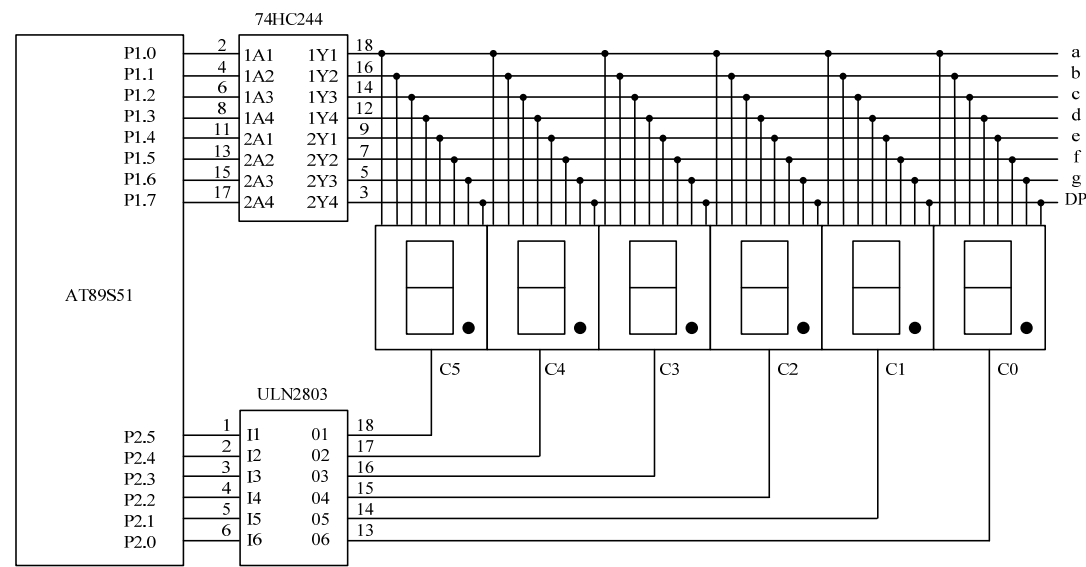 74HC244
P1.0 2 1A1 1Y1 18 a
P1.1 4 1A2 1Y2 16 b
P1.2 6 1A3 1Y3 14 c
P1.3 8 1A4 1Y4 12 d
P1.4 11 2A1 2Y1 9 e
P1.5 13 2A2 2Y2 7 f
P1.6 15 2A3 2Y3 5 g
P1.7 17 2A4 2Y4 3 DP
AT89S51
C5 C4 C3 C2 C1 C0
ULN2803
P2.5 1 I1 01 18
P2.4 2 I2 02 17
P2.3 3 I3 03 16
P2.2 4 I4 04 15
P2.1 5 I5 05 14
P2.0 6 I6 06 13